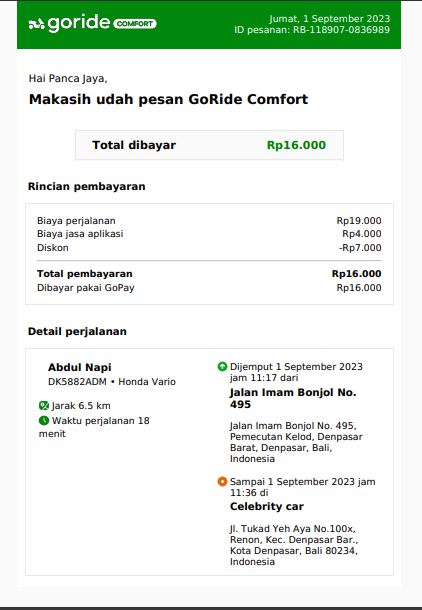 goride COMFORT
Jumat, 1 September 2023
ID pesanan: RB-118907-0836989
Hai Panca Jaya,
Makasih udah pesan GoRide Comfort
Total dibayar Rp16.000
Rincian pembayaran
Biaya perjalanan Rp19.000
Biaya jasa aplikasi Rp4.000
Diskon -Rp7.000
Total pembayaran Rp16.000
Dibayar pakai GoPay Rp16.000
Detail perjalanan
Abdul Napi
DK5882ADM • Honda Vario
Jarak 6.5 km
Waktu perjalanan 18
menit
Dijemput 1 September 2023
jam 11:17 dari
Jalan Imam Bonjol No.
495
Jalan Imam Bonjol No. 495,
Pemecutan Kelod, Denpasar
Barat, Denpasar, Bali,
Indonesia
Sampai 1 September 2023 jam
11:36 di
Celebrity car
Jl. Tukad Yeh Aya No.100x,
Renon, Kec. Denpasar Bar.,
Kota Denpasar, Bali 80234,
Indonesia